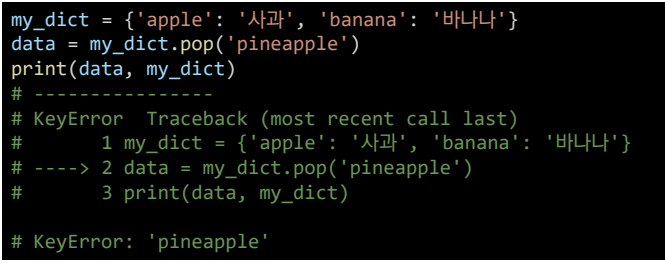 my_dict = {'apple': '사과', 'banana': '바나나'}
data = my_dict.pop('pineapple')
print(data, my_dict)
# ----------------
# KeyError  Traceback (most recent call last)
#       1 my_dict = {'apple': '사과', 'banana': '바나나'}
# ----> 2 data = my_dict.pop('pineapple')
#       3 print(data, my_dict)
# KeyError: 'pineapple'